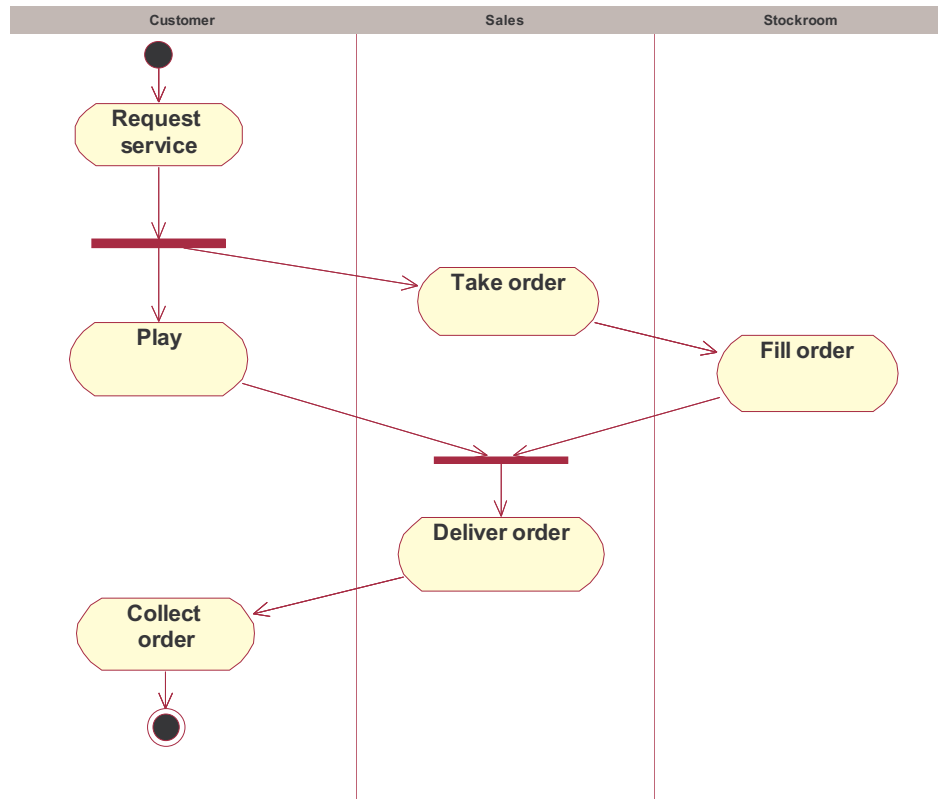 Customer
Sales
Stockroom
Request
service
Take order
Play
Fill order
Deliver order
Collect
order